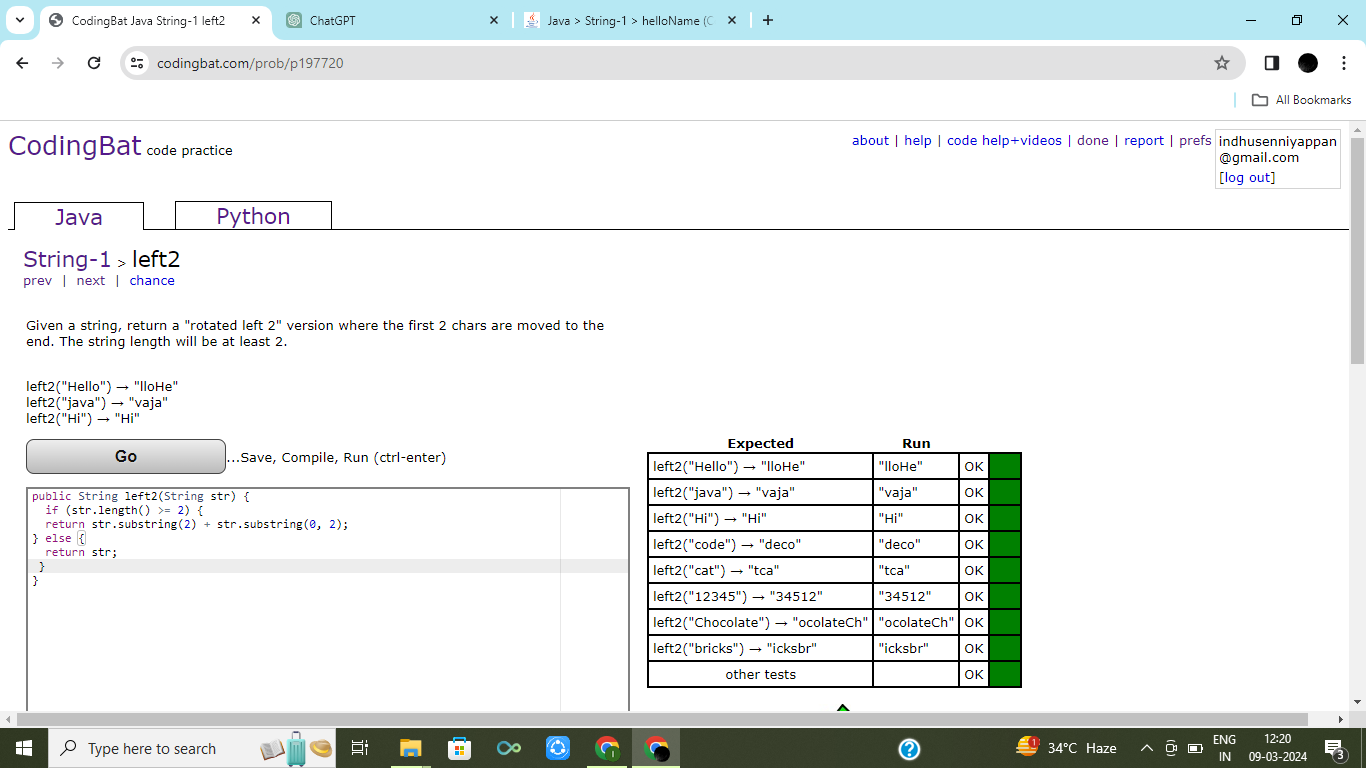 CodingBat Java String-1 left2
ChatGPT
Java > String-1 > helloName (C
codingbat.com/prob/p197720
All Bookmarks
CodingBat code practice
about | help | code help+videos | done | report | prefs
indhusenniyappan
@gmail.com
[log out]
Java
Python
String-1 > left2
prev | next | chance
Given a string, return a "rotated left 2" version where the first 2 chars are moved to the
end. The string length will be at least 2.
left2("Hello") → "lloHe"
left2("java") → "vaja"
left2("Hi") → "Hi"
Go
...Save, Compile, Run (ctrl-enter)
public String left2(String str) {
if (str.length() >= 2) {
return str.substring(2) + str.substring(0, 2);
} else {
return str;
}
}
Expected Run
left2("Hello") → "lloHe" "lloHe" OK
left2("java") → "vaja" "vaja" OK
left2("Hi") → "Hi" "Hi" OK
left2("code") → "deco" "deco" OK
left2("cat") → "tca" "tca" OK
left2("12345") → "34512" "34512" OK
left2("Chocolate") → "ocolateCh" "ocolateCh" OK
left2("bricks") → "icksbr" "icksbr" OK
other tests OK
Type here to search
1
34°C Haze
ENG
IN
12:20
09-03-2024
3